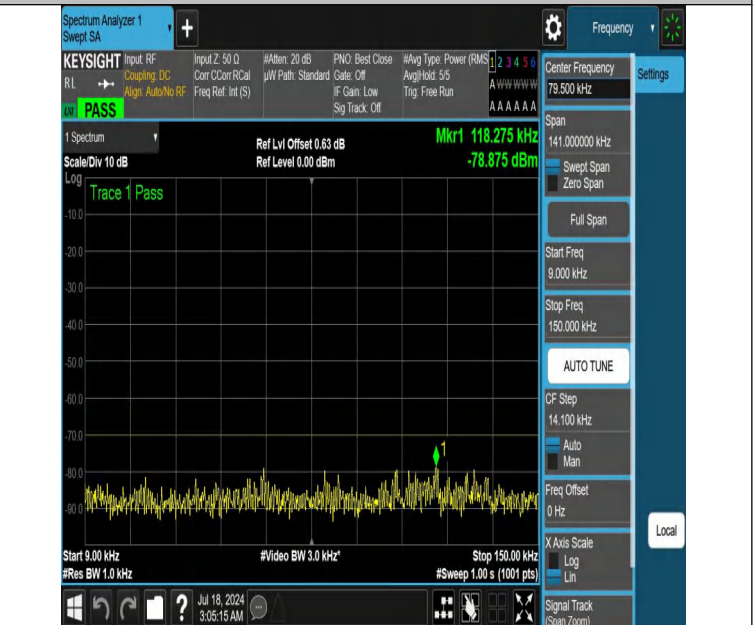 Spectrum Analyzer 1
Swept SA
Frequency
KEYSIGHT
RL
PASS
Input: RF
Coupling: DC
Align: Auto/No RF
Input Z: 50 Ω
Corr CCorr RCal
Freq Ref: Int (S)
#Atten: 20 dB
µW Path: Standard
PNO: Best Close
Gate: Off
IF Gain: Low
Sig Track: Off
#Avg Type: Power (RMS
Avg|Hold: 5/5
Trig: Free Run
1 2 3 4 5 6
A W W W W W
A A A A A A
1 Spectrum
Scale/Div 10 dB
Ref Lvl Offset 0.63 dB
Ref Level 0.00 dBm
Mkr1 118.275 kHz
-78.875 dBm
Log
Trace 1 Pass
-10.0
-20.0
-30.0
-40.0
-50.0
-60.0
-70.0
-80.0
-90.0
1
Start 9.00 kHz
#Res BW 1.0 kHz
#Video BW 3.0 kHz*
Stop 150.00 kHz
#Sweep 1.00 s (1001 pts)
Jul 18, 2024
3:05:15 AM
Center Frequency
79.500 kHz
Settings
Span
141.000000 kHz
Swept Span
Zero Span
Full Span
Start Freq
9.000 kHz
Stop Freq
150.000 kHz
AUTO TUNE
CF Step
14.100 kHz
Auto
Man
Freq Offset
0 Hz
X Axis Scale
Log
Lin
Local
Signal Track
(Span Zoom)